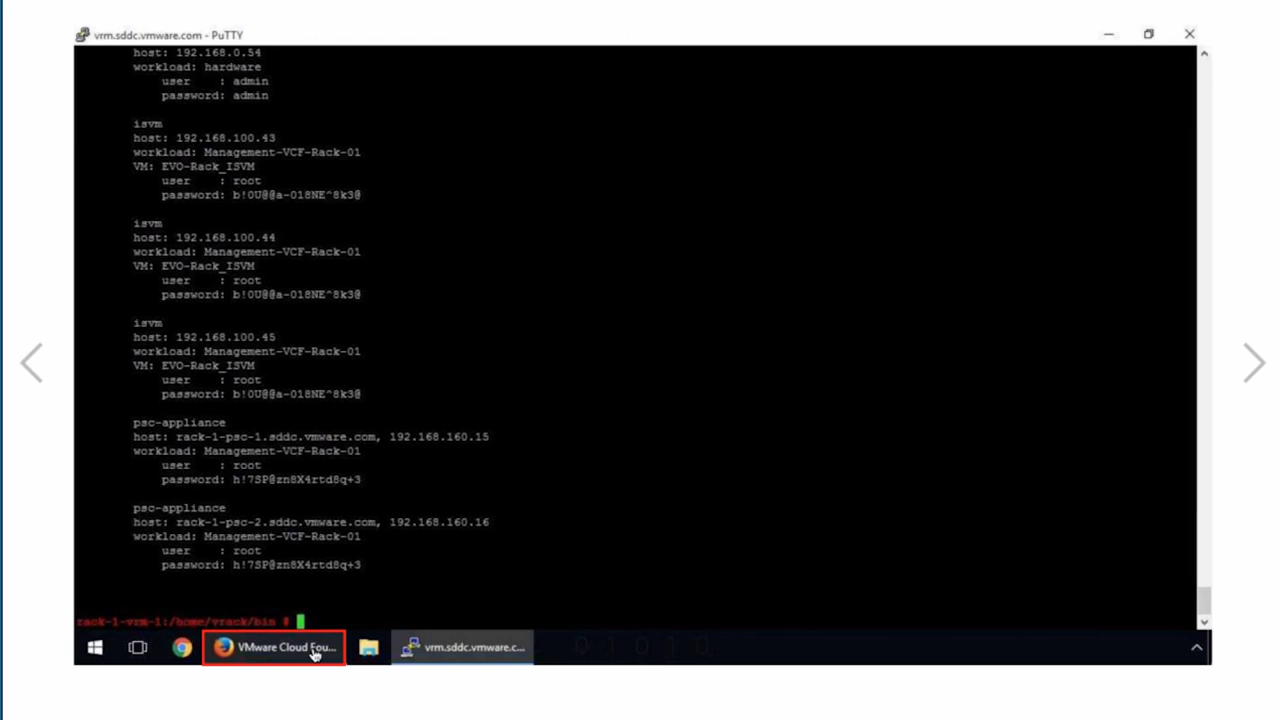 vrm.sddc.vmware.com - PuTTY
host: 192.168.0.54
workload: hardware
user : admin
password: admin
isvm
host: 192.168.100.43
workload: Management-VCF-Rack-01
VM: EVO-Rack_ISVM
user : root
password: b!0U@@a-018NE^8k3@
isvm
host: 192.168.100.44
workload: Management-VCF-Rack-01
VM: EVO-Rack_ISVM
user : root
password: b!0U@@a-018NE^8k3@
isvm
host: 192.168.100.45
workload: Management-VCF-Rack-01
VM: EVO-Rack_ISVM
user : root
password: b!0U@@a-018NE^8k3@
psc-appliance
host: rack-1-psc-1.sddc.vmware.com, 192.168.160.15
workload: Management-VCF-Rack-01
user : root
password: h!7SP@zn8X4rtd8q+3
psc-appliance
host: rack-1-psc-2.sddc.vmware.com, 192.168.160.16
workload: Management-VCF-Rack-01
user : root
password: h!7SP@zn8X4rtd8q+3
rack-1-vrm-1:/home/vrack/bin #
VMware Cloud Fou... vrm.sddc.vmware.c... 0 1 0 1 0